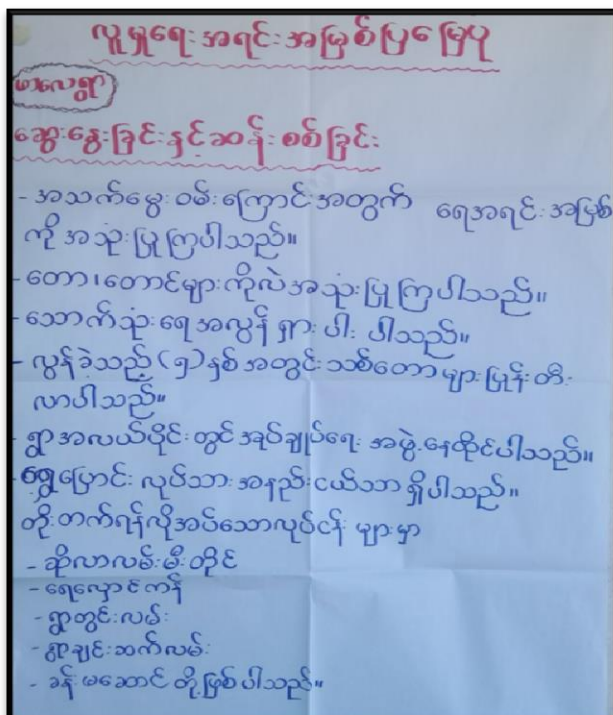 လူမှုရေးအရင်းအမြစ်ပြမြေပုံ
မာလေရွာ
ဆွေးနွေးခြင်းနှင့်ဆန်းစစ်ခြင်း
- အသက်မွေးဝမ်းကြောင်းအတွက် ရေအရင်းအမြစ်
ကို အသုံးပြုကြပါသည်။
- တော၊တောင်များကိုလဲအသုံးပြုကြပါသည်။
- သောက်သုံးရေအလွန်ရှားပါးပါသည်။
- လွန်ခဲ့သည့်(၅)နှစ်အတွင်းသစ်တောများပြုန်းတီး
လာပါသည်။
- ရွာအလယ်ပိုင်းတွင်အုပ်ချုပ်ရေးအဖွဲ့နေထိုင်ပါသည်။
- ရွှေ့ပြောင်းလုပ်သားအနည်းငယ်သာရှိပါသည်။
တိုးတက်ရန်လိုအပ်သောလုပ်ငန်းများမှာ
- ဆိုလာလမ်းမီးတိုင်
- ရေလှောင်ကန်
- ရွာတွင်းလမ်း
- ရွာချင်းဆက်လမ်း
- ခန်းမဆောင်တို့ဖြစ်ပါသည်။